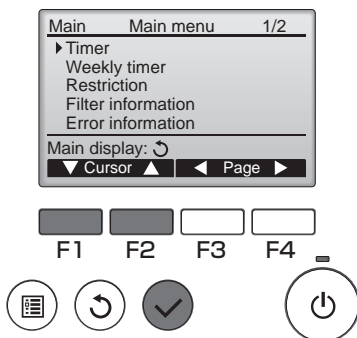 Main Main menu 1/2
Timer
Weekly timer
Restriction
Filter information
Error information
Main display:
Cursor Page
F1 F2 F3 F4